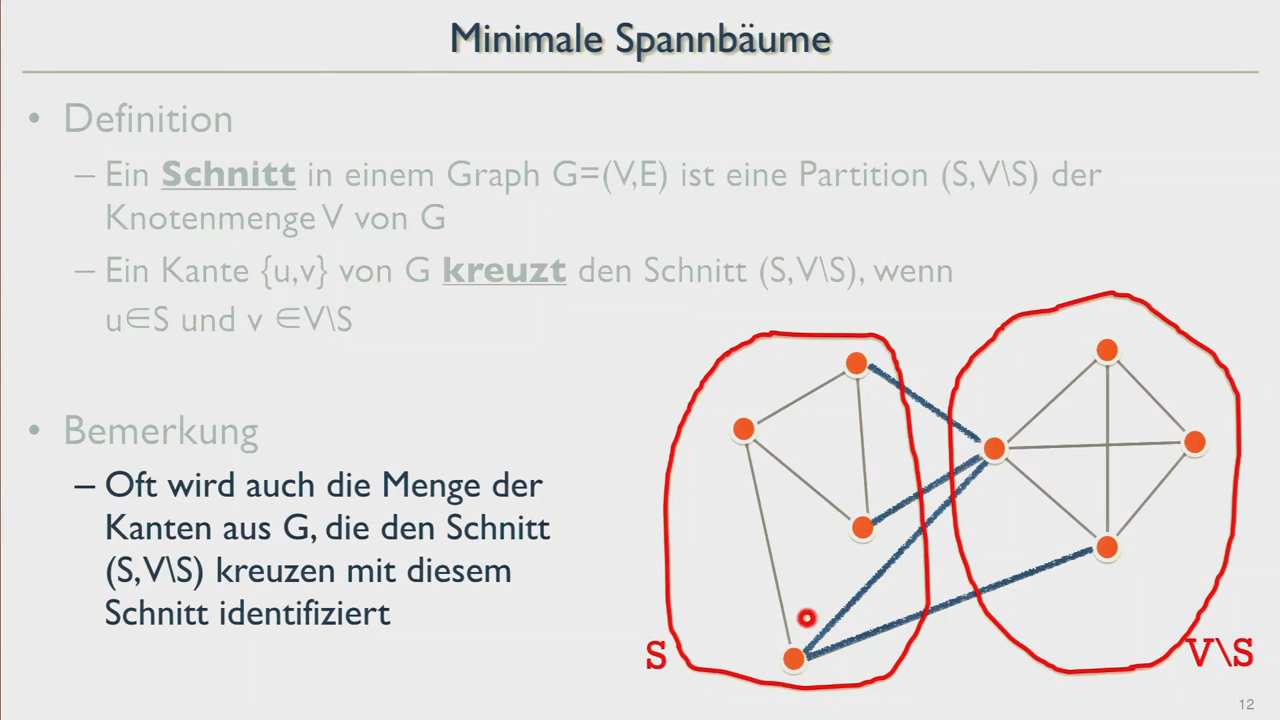 Minimale Spannbäume
• Definition
– Ein Schnitt in einem Graph G=(V,E) ist eine Partition (S,V\S) der
Knotenmenge V von G
– Ein Kante {u,v} von G kreuzt den Schnitt (S,V\S), wenn
u∈S und v ∈V\S
• Bemerkung
– Oft wird auch die Menge der
Kanten aus G, die den Schnitt
(S,V\S) kreuzen mit diesem
Schnitt identifiziert
S
V\S
12